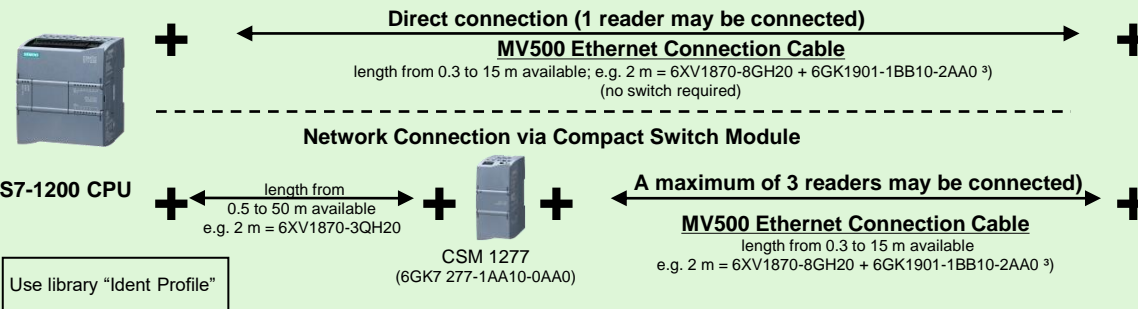 Direct connection (1 reader may be connected)
MV500 Ethernet Connection Cable
length from 0.3 to 15 m available; e.g. 2 m = 6XV1870-8GH20 + 6GK1901-1BB10-2AA0 ³)
(no switch required)
Network Connection via Compact Switch Module
S7-1200 CPU
length from
0.5 to 50 m available
e.g. 2 m = 6XV1870-3QH20
CSM 1277
(6GK7 277-1AA10-0AA0)
A maximum of 3 readers may be connected)
MV500 Ethernet Connection Cable
length from 0.3 to 15 m available
e.g. 2 m = 6XV1870-8GH20 + 6GK1901-1BB10-2AA0 ³)
Use library “Ident Profile”